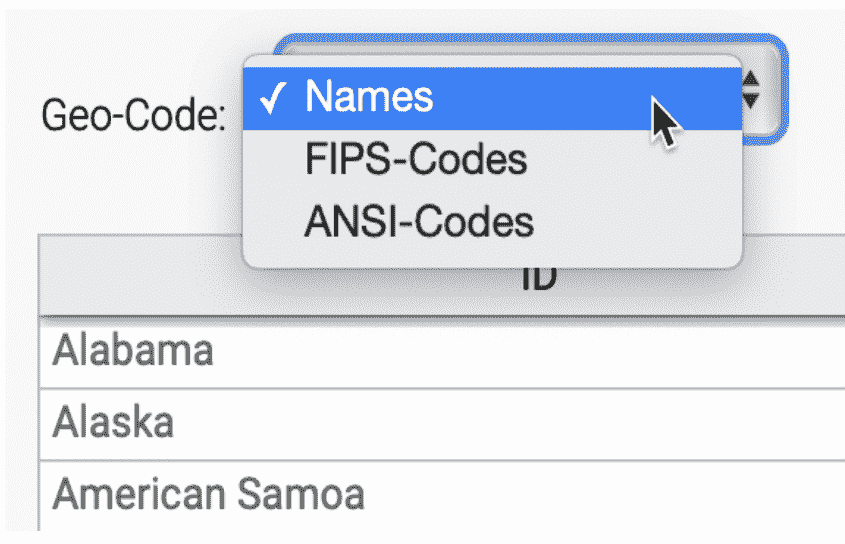 Geo-Code:
✓ Names
FIPS-Codes
ANSI-Codes
ID
Alabama
Alaska
American Samoa